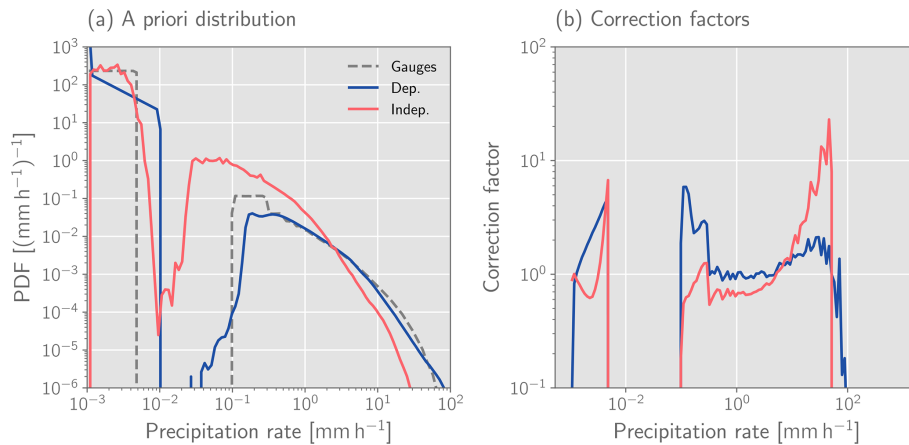 (a) A priori distribution
(b) Correction factors
10³
10²
10¹
10⁰
10⁻¹
10⁻²
10⁻³
10⁻⁴
10⁻⁵
10⁻⁶
PDF [(mm h⁻¹)⁻¹]
Gauges
Dep.
Indep.
10⁻³
10⁻²
10⁻¹
10⁰
10¹
10²
Precipitation rate [mm h⁻¹]
10²
10¹
10⁰
10⁻¹
Correction factor
10⁻²
10⁰
10²
Precipitation rate [mm h⁻¹]